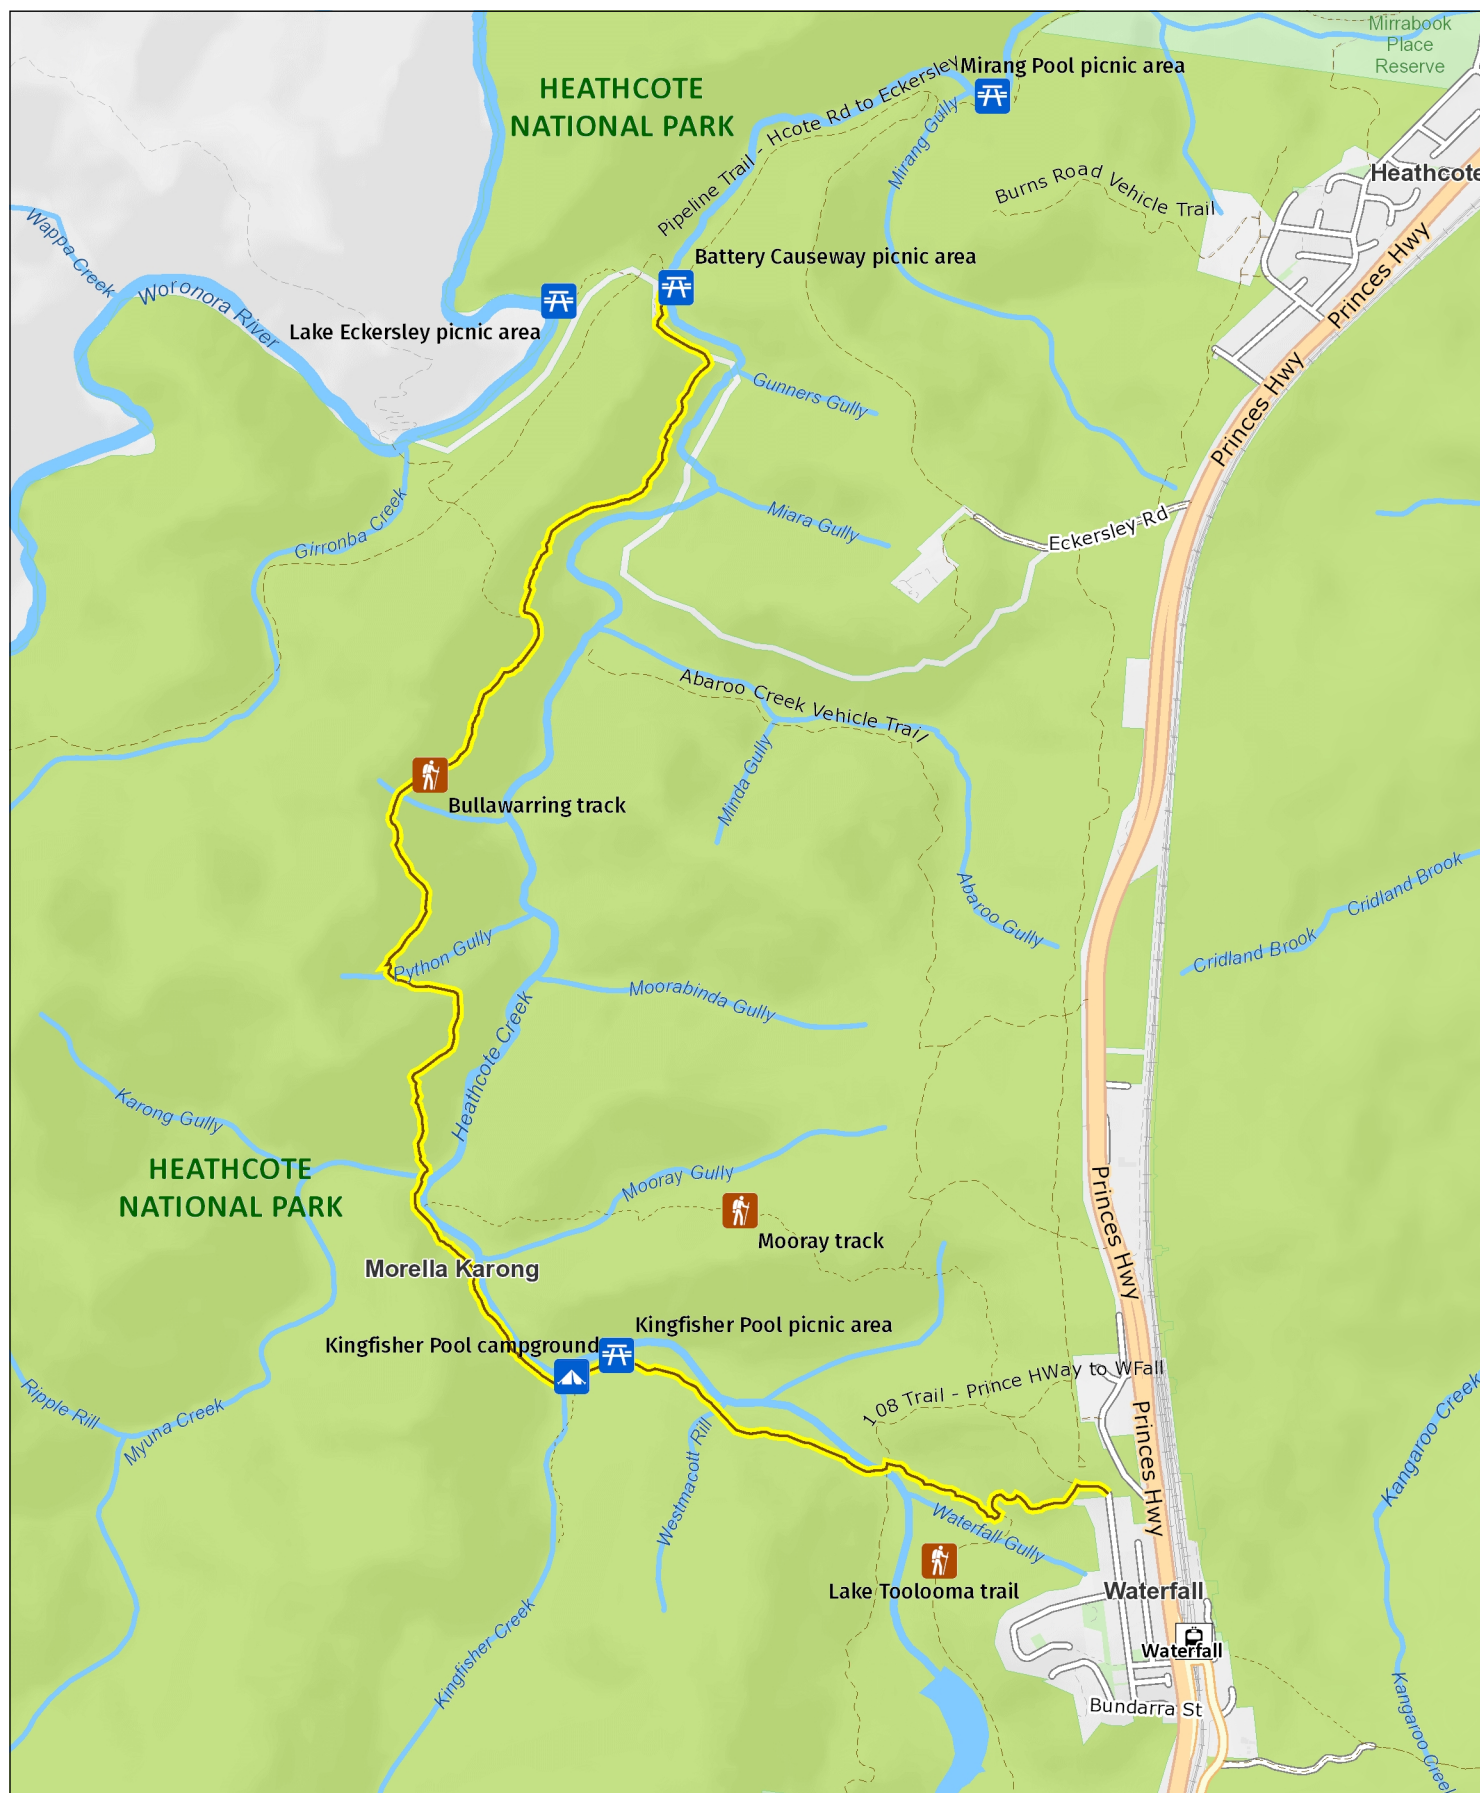 Mirrabook
Place
Reserve
HEATHCOTE
NATIONAL PARK
Mirang Pool picnic area
Pipeline Trail - Hcote Rd to Eckersley
Mirang Gully
Burns Road Vehicle Trail
Heathcote
Wappa Creek
Woronora River
Battery Causeway picnic area
Lake Eckersley picnic area
Princes Hwy
Princes Hwy
Gunners Gully
Miara Gully
Girronba Creek
Eckersley Rd
Abaroo Creek Vehicle Trail
Minda Gully
Bullawarring track
Abaroo Gully
Cridland Brook
Cridland Brook
Python Gully
Moorabinda Gully
Heathcote Creek
Karong Gully
HEATHCOTE
NATIONAL PARK
Mooray Gully
Mooray track
Princes Hwy
Morella Karong
Kingfisher Pool picnic area
Kingfisher Pool campground
108 Trail - Prince HWay to WFall
Ripple Rill
Myuna Creek
Westmacott Rill
Princes Hwy
Kangaroo Creek
Waterfall Gully
Lake Toolooma trail
Waterfall
Waterfall
Kingfisher Creek
Bundarra St
Kangaroo Creek